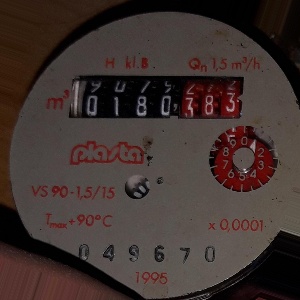 H kl.B Qn 1,5 m³/h
m³ 0180,383
plasta
VS 90-1,5/15
Tmax +90°C x 0,0001
049670
1995